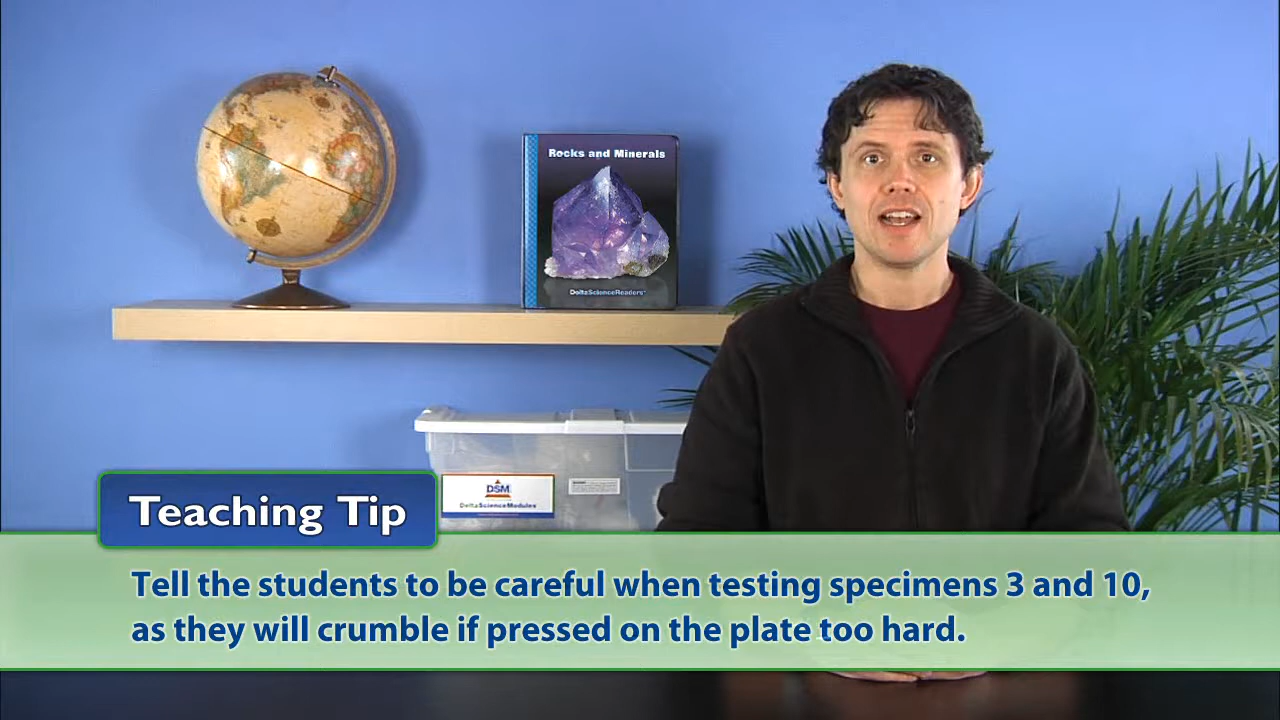 Rocks and Minerals
DeltaScienceReaders™
DSM
DeltaScienceModules
Teaching Tip
Tell the students to be careful when testing specimens 3 and 10,
as they will crumble if pressed on the plate too hard.